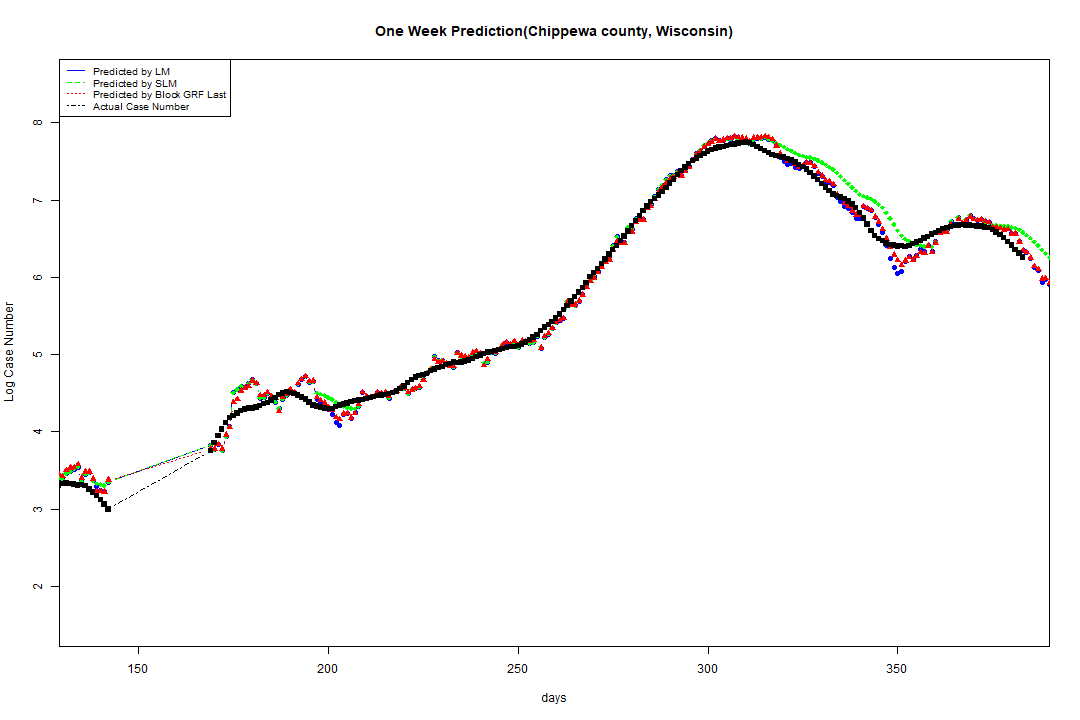 One Week Prediction(Chippewa county, Wisconsin)
Predicted by LM
Predicted by SLM
Predicted by Block GRF Last
Actual Case Number
8
7
6
5
4
3
2
Log Case Number
150 200 250 300 350
days